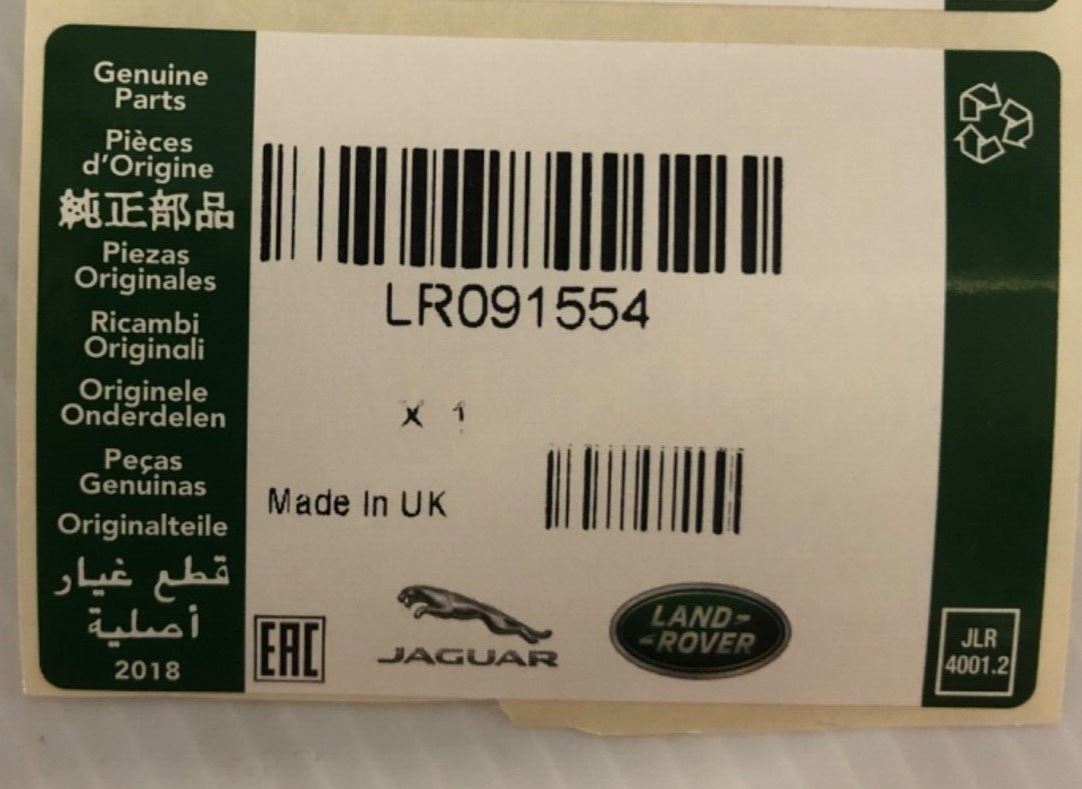 Genuine
Parts
Pièces
d'Origine
純正部品
Piezas
Originales
Ricambi
Originali
Originele
Onderdelen
Peças
Genuinas
Originalteile
قطع غيار
أصلية
2018
LR091554
X 1
Made In UK
EAC
JAGUAR
LAND-
-ROVER
JLR
4001.2